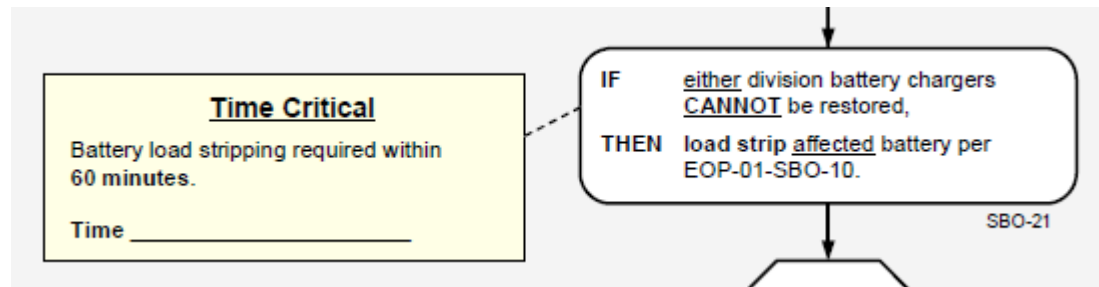 Time Critical
Battery load stripping required within
60 minutes.
Time ____________________
IF either division battery chargers
CANNOT be restored,
THEN load strip affected battery per
EOP-01-SBO-10.
SBO-21